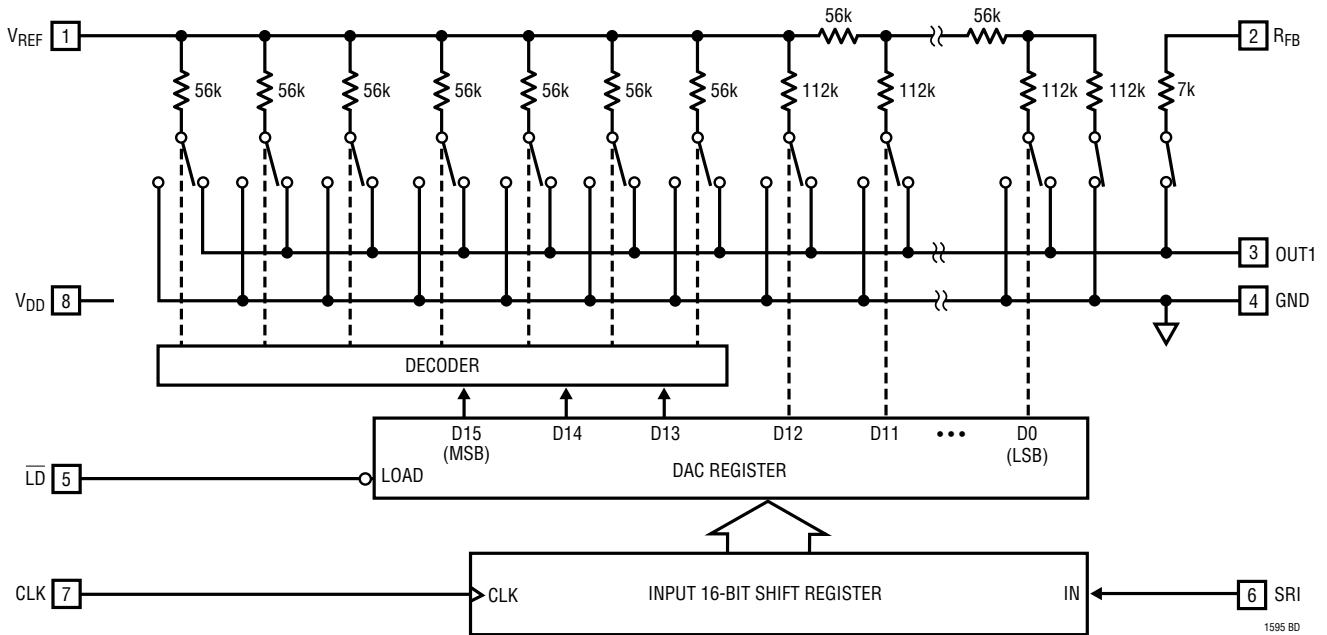 56k 56k
VREF 1 2 RFB
56k 56k 56k 56k 56k 56k 56k 112k 112k 112k 112k 7k
3 OUT1
VDD 8 4 GND
DECODER
D15 D14 D13 D12 D11 ••• D0
(MSB) (LSB)
LD 5 LOAD DAC REGISTER
CLK 7 CLK INPUT 16-BIT SHIFT REGISTER IN 6 SRI
1595 BD